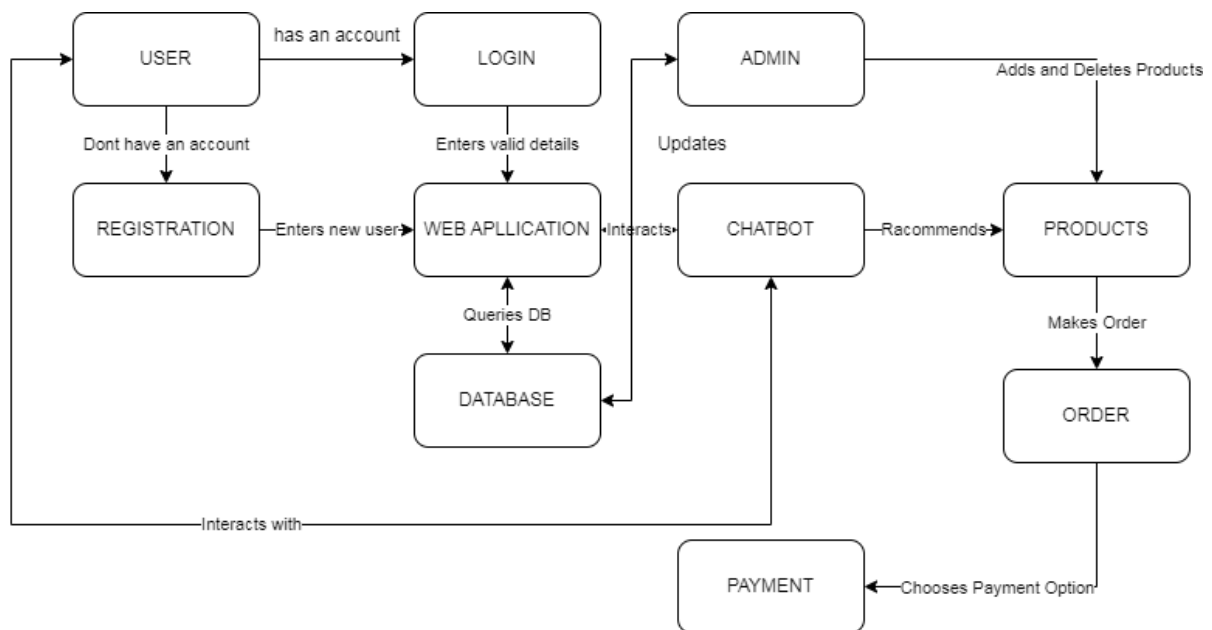 USER
has an account
LOGIN
ADMIN
Adds and Deletes Products
Dont have an account
Enters valid details
Updates
REGISTRATION
Enters new user
WEB APLLICATION
Interacts
CHATBOT
Racommends
PRODUCTS
Queries DB
Makes Order
DATABASE
ORDER
Interacts with
PAYMENT
Chooses Payment Option